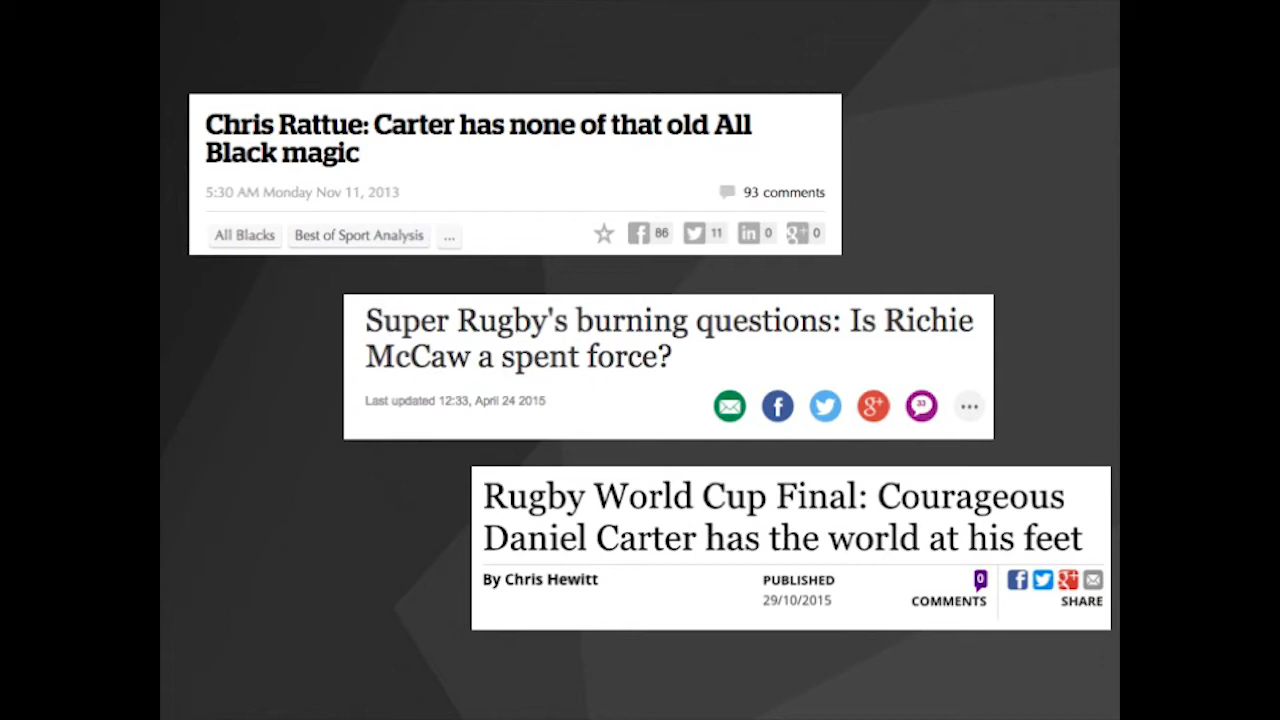 Chris Rattue: Carter has none of that old All
Black magic
5:30 AM Monday Nov 11, 2013
93 comments
All Blacks Best of Sport Analysis ... 86 11 in 0 g+ 0
Super Rugby's burning questions: Is Richie
McCaw a spent force?
Last updated 12:33, April 24 2015
f g+ 33 ...
Rugby World Cup Final: Courageous
Daniel Carter has the world at his feet
By Chris Hewitt
PUBLISHED
29/10/2015
0
COMMENTS
f g+
SHARE